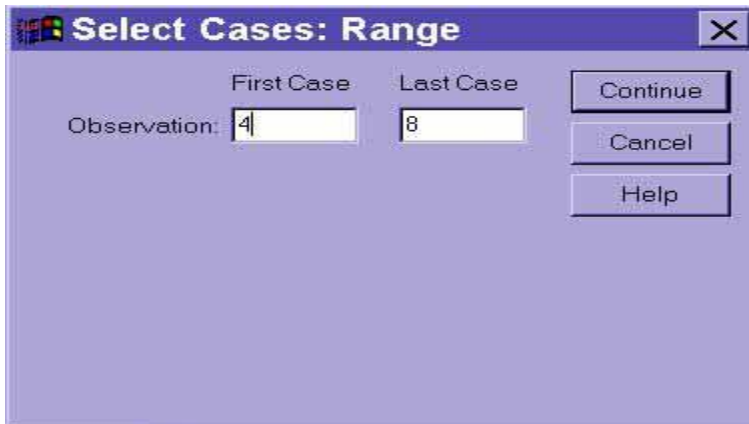 Select Cases: Range
First Case Last Case
Observation: 4 8
Continue
Cancel
Help